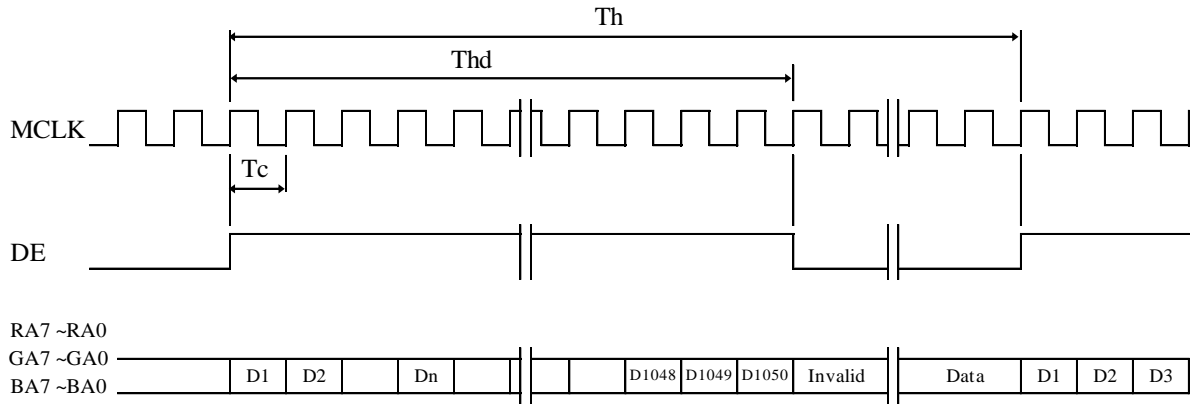 Th
Thd
MCLK
Tc
DE
RA7 ~RA0
GA7 ~GA0
BA7 ~BA0
D1 D2 Dn D1048 D1049 D1050 Invalid Data D1 D2 D3